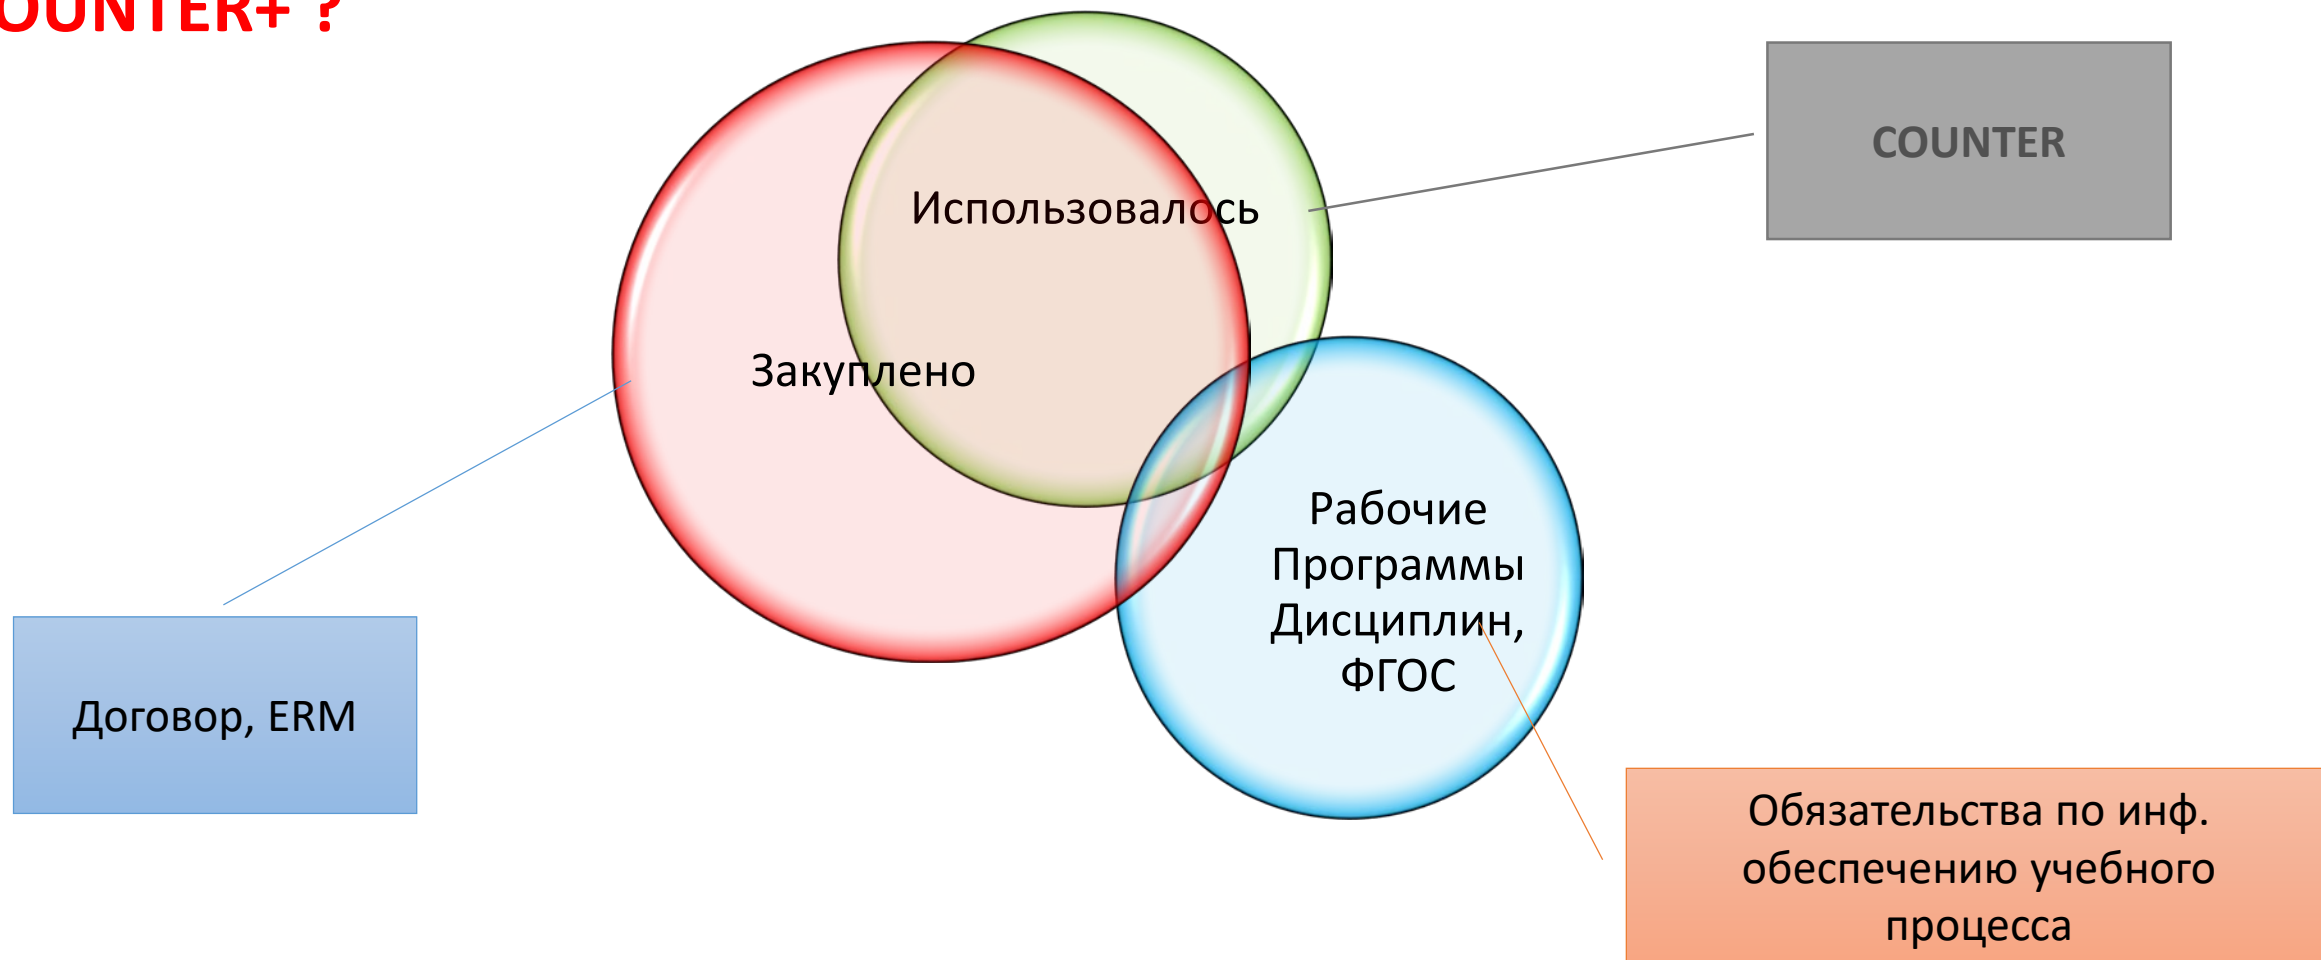 OUNTER+ ?
COUNTER
Использовалось
Закуплено
Рабочие
Программы
Дисциплин,
ФГОС
Договор, ERM
Обязательства по инф.
обеспечению учебного
процесса